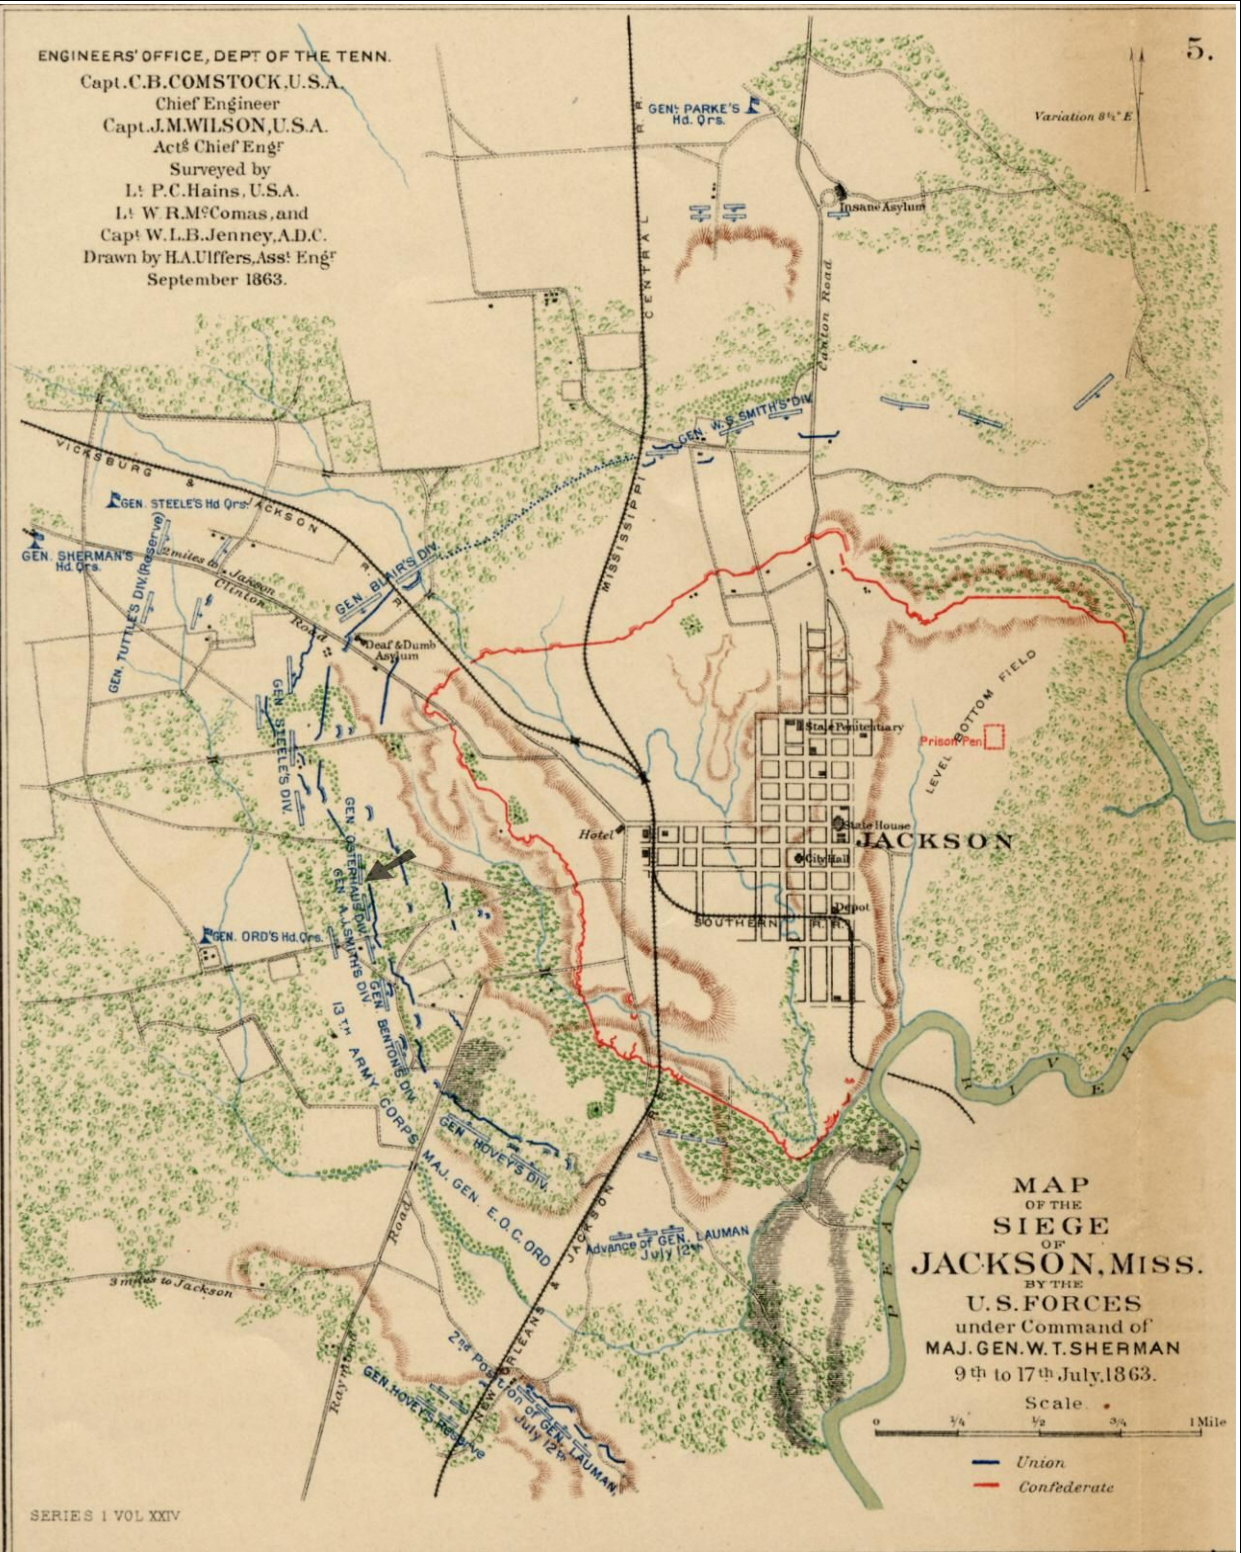 5.
ENGINEERS' OFFICE, DEPT OF THE TENN.
Capt. C.B. COMSTOCK, U.S.A.
Chief Engineer
Capt. J.M. WILSON, U.S.A.
Actg Chief Engr
Surveyed by
Lt P.C. Hains, U.S.A.
Lt W.R. McComas, and
Capt W.L.B. Jenney, A.D.C.
Drawn by H.A. Ulffers, Asst Engr
September 1863.
GENL PARKE'S
Hd. Qrs.
Variation 8½° E
Insane Asylum
MISSISSIPPI CENTRAL R.R.
Canton Road
GEN. W.S. SMITH'S DIV.
VICKSBURG & JACKSON R.R.
GEN. STEELE'S Hd Qrs.
GEN. SHERMAN'S
Hd. Qrs.
2 miles to Jakson
Clinton Road
GEN. TUTTLE'S DIV. (Reserve)
GEN. BLAIR'S DIV.
Deaf & Dumb
Asylum
GEN. STEELE'S DIV.
State Penitentiary
Prison Pen
LEVEL BOTTOM FIELD
Hotel
State House
JACKSON
City Hall
Depot
SOUTHERN R.R.
GEN. OSTERHAUS DIV.
GEN. A.J. SMITH'S DIV.
GEN. ORD'S Hd. Qrs.
GEN BENTON'S DIV.
13TH ARMY CORPS MAJ. GEN. E.O.C. ORD
GEN HOVEY'S DIV.
PEARL RIVER
Advance of GEN. LAUMAN
July 12th
3 miles to Jackson
Raymond Road
NEW ORLEANS & JACKSON R.R.
2nd Position of GEN. LAUMAN,
July 12th
GEN. HOVEY'S Reserve
MAP
OF THE
SIEGE
OF
JACKSON, MISS.
BY THE
U.S. FORCES
under Command of
MAJ. GEN. W.T. SHERMAN
9th to 17th July, 1863.
Scale.
0 1/4 1/2 3/4 1 Mile
Union
Confederate
SERIES 1 VOL XXIV